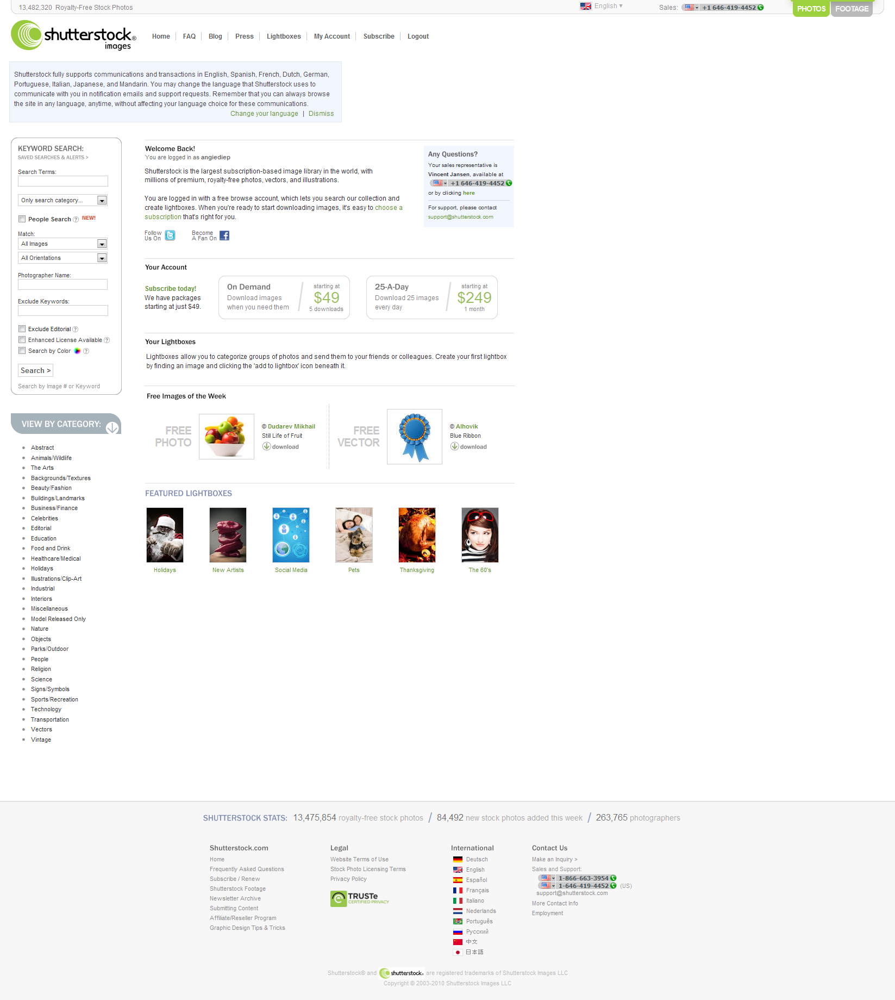 13,482,320 Royalty-Free Stock Photos
English ▾
Sales: +1 646-419-4452
PHOTOS
FOOTAGE
shutterstock®
images
Home
FAQ
Blog
Press
Lightboxes
My Account
Subscribe
Logout
Shutterstock fully supports communications and transactions in English, Spanish, French, Dutch, German,
Portuguese, Italian, Japanese, and Mandarin. You may change the language that Shutterstock uses to
communicate with you in notification emails and support requests. Remember that you can always browse
the site in any language, anytime, without affecting your language choice for these communications.
Change your language | Dismiss
KEYWORD SEARCH:
SAVED SEARCHES & ALERTS >
Search Terms:
Only search category...
People Search ? NEW!
Match:
All Images
All Orientations
Photographer Name:
Exclude Keywords:
Exclude Editorial ?
Enhanced License Available ?
Search by Color ?
Search >
Search by Image # or Keyword
VIEW BY CATEGORY:
Abstract
Animals/Wildlife
The Arts
Backgrounds/Textures
Beauty/Fashion
Buildings/Landmarks
Business/Finance
Celebrities
Editorial
Education
Food and Drink
Healthcare/Medical
Holidays
Illustrations/Clip-Art
Industrial
Interiors
Miscellaneous
Model Released Only
Nature
Objects
Parks/Outdoor
People
Religion
Science
Signs/Symbols
Sports/Recreation
Technology
Transportation
Vectors
Vintage
Welcome Back!
You are logged in as angiediep
Shutterstock is the largest subscription-based image library in the world, with
millions of premium, royalty-free photos, vectors, and illustrations.
You are logged in with a free browse account, which lets you search our collection and
create lightboxes. When you're ready to start downloading images, it's easy to choose a
subscription that's right for you.
Follow
Us On
Become
A Fan On
Any Questions?
Your sales representative is
Vincent Jansen, available at
+1 646-419-4452
or by clicking here
For support, please contact
support@shutterstock.com
Your Account
Subscribe today!
We have packages
starting at just $49.
On Demand
Download images
when you need them
starting at
$49
5 downloads
25-A-Day
Download 25 images
every day
starting at
$249
1 month
Your Lightboxes
Lightboxes allow you to categorize groups of photos and send them to your friends or colleagues. Create your first lightbox
by finding an image and clicking the 'add to lightbox' icon beneath it.
Free Images of the Week
FREE
PHOTO
© Dudarev Mikhail
Still Life of Fruit
download
FREE
VECTOR
© Alhovik
Blue Ribbon
download
FEATURED LIGHTBOXES
Holidays
New Artists
Social Media
Pets
Thanksgiving
The 60's
SHUTTERSTOCK STATS: 13,475,854 royalty-free stock photos / 84,492 new stock photos added this week / 263,765 photographers
Shutterstock.com
Home
Frequently Asked Questions
Subscribe / Renew
Shutterstock Footage
Newsletter Archive
Submitting Content
Affiliate/Reseller Program
Graphic Design Tips & Tricks
Legal
Website Terms of Use
Stock Photo Licensing Terms
Privacy Policy
TRUSTe
CERTIFIED PRIVACY
International
Deutsch
English
Español
Français
Italiano
Nederlands
Português
Русский
中文
日本語
Contact Us
Make an Inquiry >
Sales and Support:
1-866-663-3954
1-646-419-4452 (US)
support@shutterstock.com
More Contact Info
Employment
Shutterstock® and shutterstock. are registered trademarks of Shutterstock Images LLC
Copyright © 2003-2010 Shutterstock Images LLC